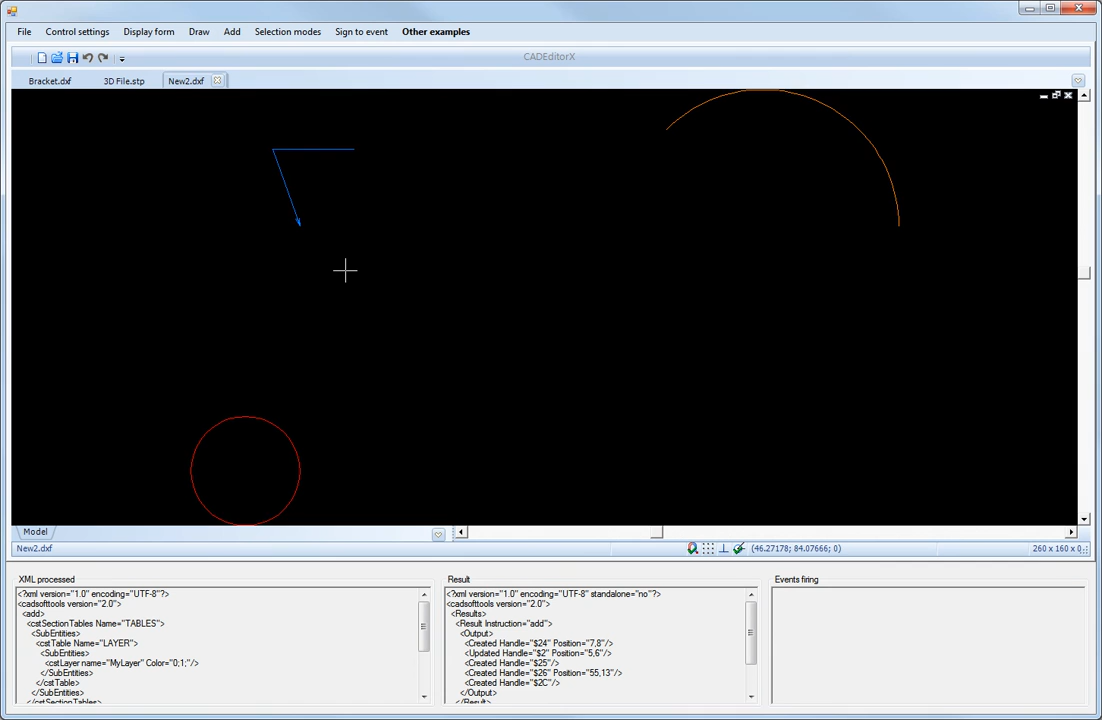 File Control settings Display form Draw Add Selection modes Sign to event Other examples
CADEditorX
Bracket.dxf 3D File.stp New2.dxf
Model
New2.dxf (46.27178; 84.07666; 0) 260 x 160 x 0
XML processed
<?xml version="1.0" encoding="UTF-8"?>
<cadsofttools version="2.0">
<add>
<cstSectionTables Name="TABLES">
<SubEntities>
<cstTable Name="LAYER">
<SubEntities>
<cstLayer name="MyLayer" Color="0;1;"/>
</SubEntities>
</cstTable>
</SubEntities>
</cstSectionTables>
Result
<?xml version="1.0" encoding="UTF-8" standalone="no"?>
<cadsofttools version="2.0">
<Results>
<Result Instruction="add">
<Output>
<Created Handle="$24" Position="7,8"/>
<Updated Handle="$2" Position="5,6"/>
<Created Handle="$25"/>
<Created Handle="$26" Position="55,13"/>
<Created Handle="$2C"/>
</Output>
</Result>
Events firing